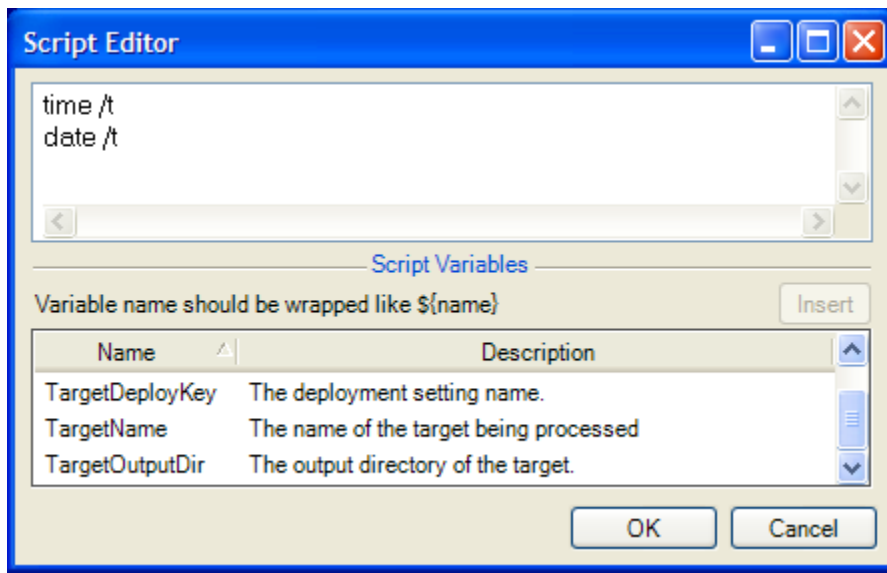 Script Editor
time /t
date /t
Script Variables
Variable name should be wrapped like ${name}
Insert
Name Description
TargetDeployKey The deployment setting name.
TargetName The name of the target being processed
TargetOutputDir The output directory of the target.
OK Cancel